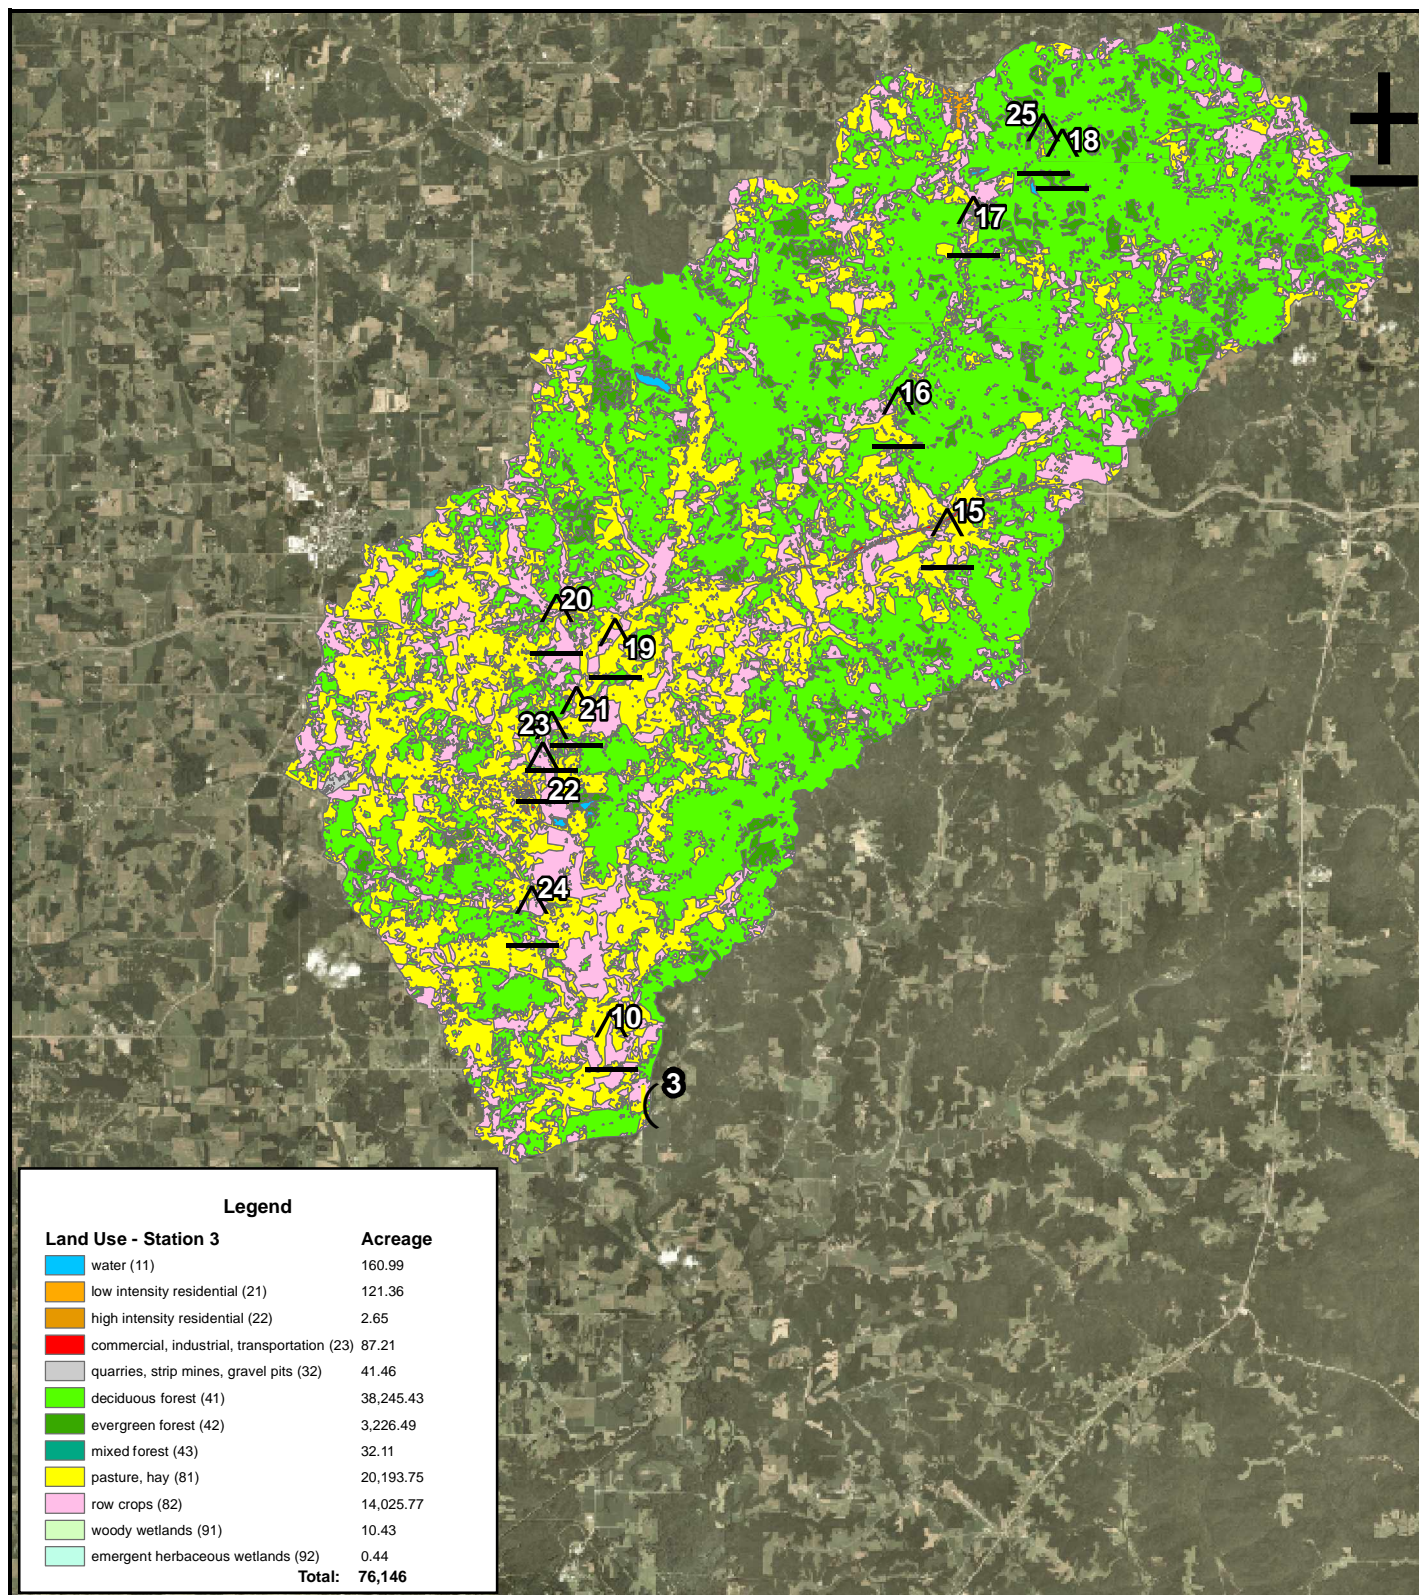 25
18
17
16
15
20
19
21
23
22
24
10
3
Legend
Land Use - Station 3 Acreage
water (11) 160.99
low intensity residential (21) 121.36
high intensity residential (22) 2.65
commercial, industrial, transportation (23) 87.21
quarries, strip mines, gravel pits (32) 41.46
deciduous forest (41) 38,245.43
evergreen forest (42) 3,226.49
mixed forest (43) 32.11
pasture, hay (81) 20,193.75
row crops (82) 14,025.77
woody wetlands (91) 10.43
emergent herbaceous wetlands (92) 0.44
Total: 76,146